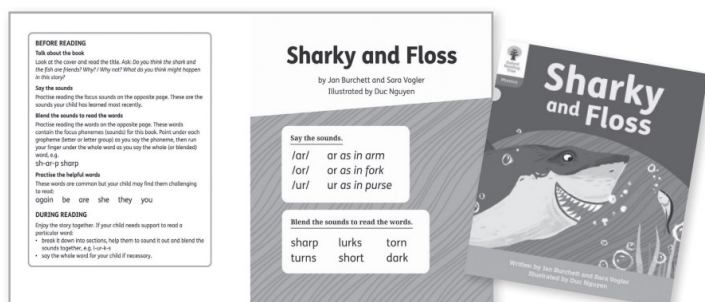 BEFORE READING
Talk about the book
Look at the cover and read the title. Ask: Do you think the shark and
the fish are friends? Why? / Why not? What do you think might happen
in this story?
Say the sounds
Practise reading the focus sounds on the opposite page. These are the
sounds your child has learned most recently.
Blend the sounds to read the words
Practise reading the words on the opposite page. These words
contain the focus phonemes (sounds) for this book. Point under each
grapheme (letter or letter group) as you say the phoneme, then run
your finger under the whole word as you say the whole (or blended)
word, e.g.
sh-ar-p sharp
Practise the helpful words
These words are common but your child may find them challenging
to read:
again be are she they you
DURING READING
Enjoy the story together. If your child needs support to read a
particular word:
• break it down into sections, help them to sound it out and blend the
sounds together, e.g. l-ur-k-s
• say the whole word for your child if necessary.
Sharky and Floss
by Jan Burchett and Sara Vogler
Illustrated by Duc Nguyen
Say the sounds.
/ar/ ar as in arm
/or/ or as in fork
/ur/ ur as in purse
Blend the sounds to read the words.
sharp lurks torn
turns short dark
Phonics
Sharky
and Floss
Written by Jan Burchett and Sara Vogler
Illustrated by Duc Nguyen